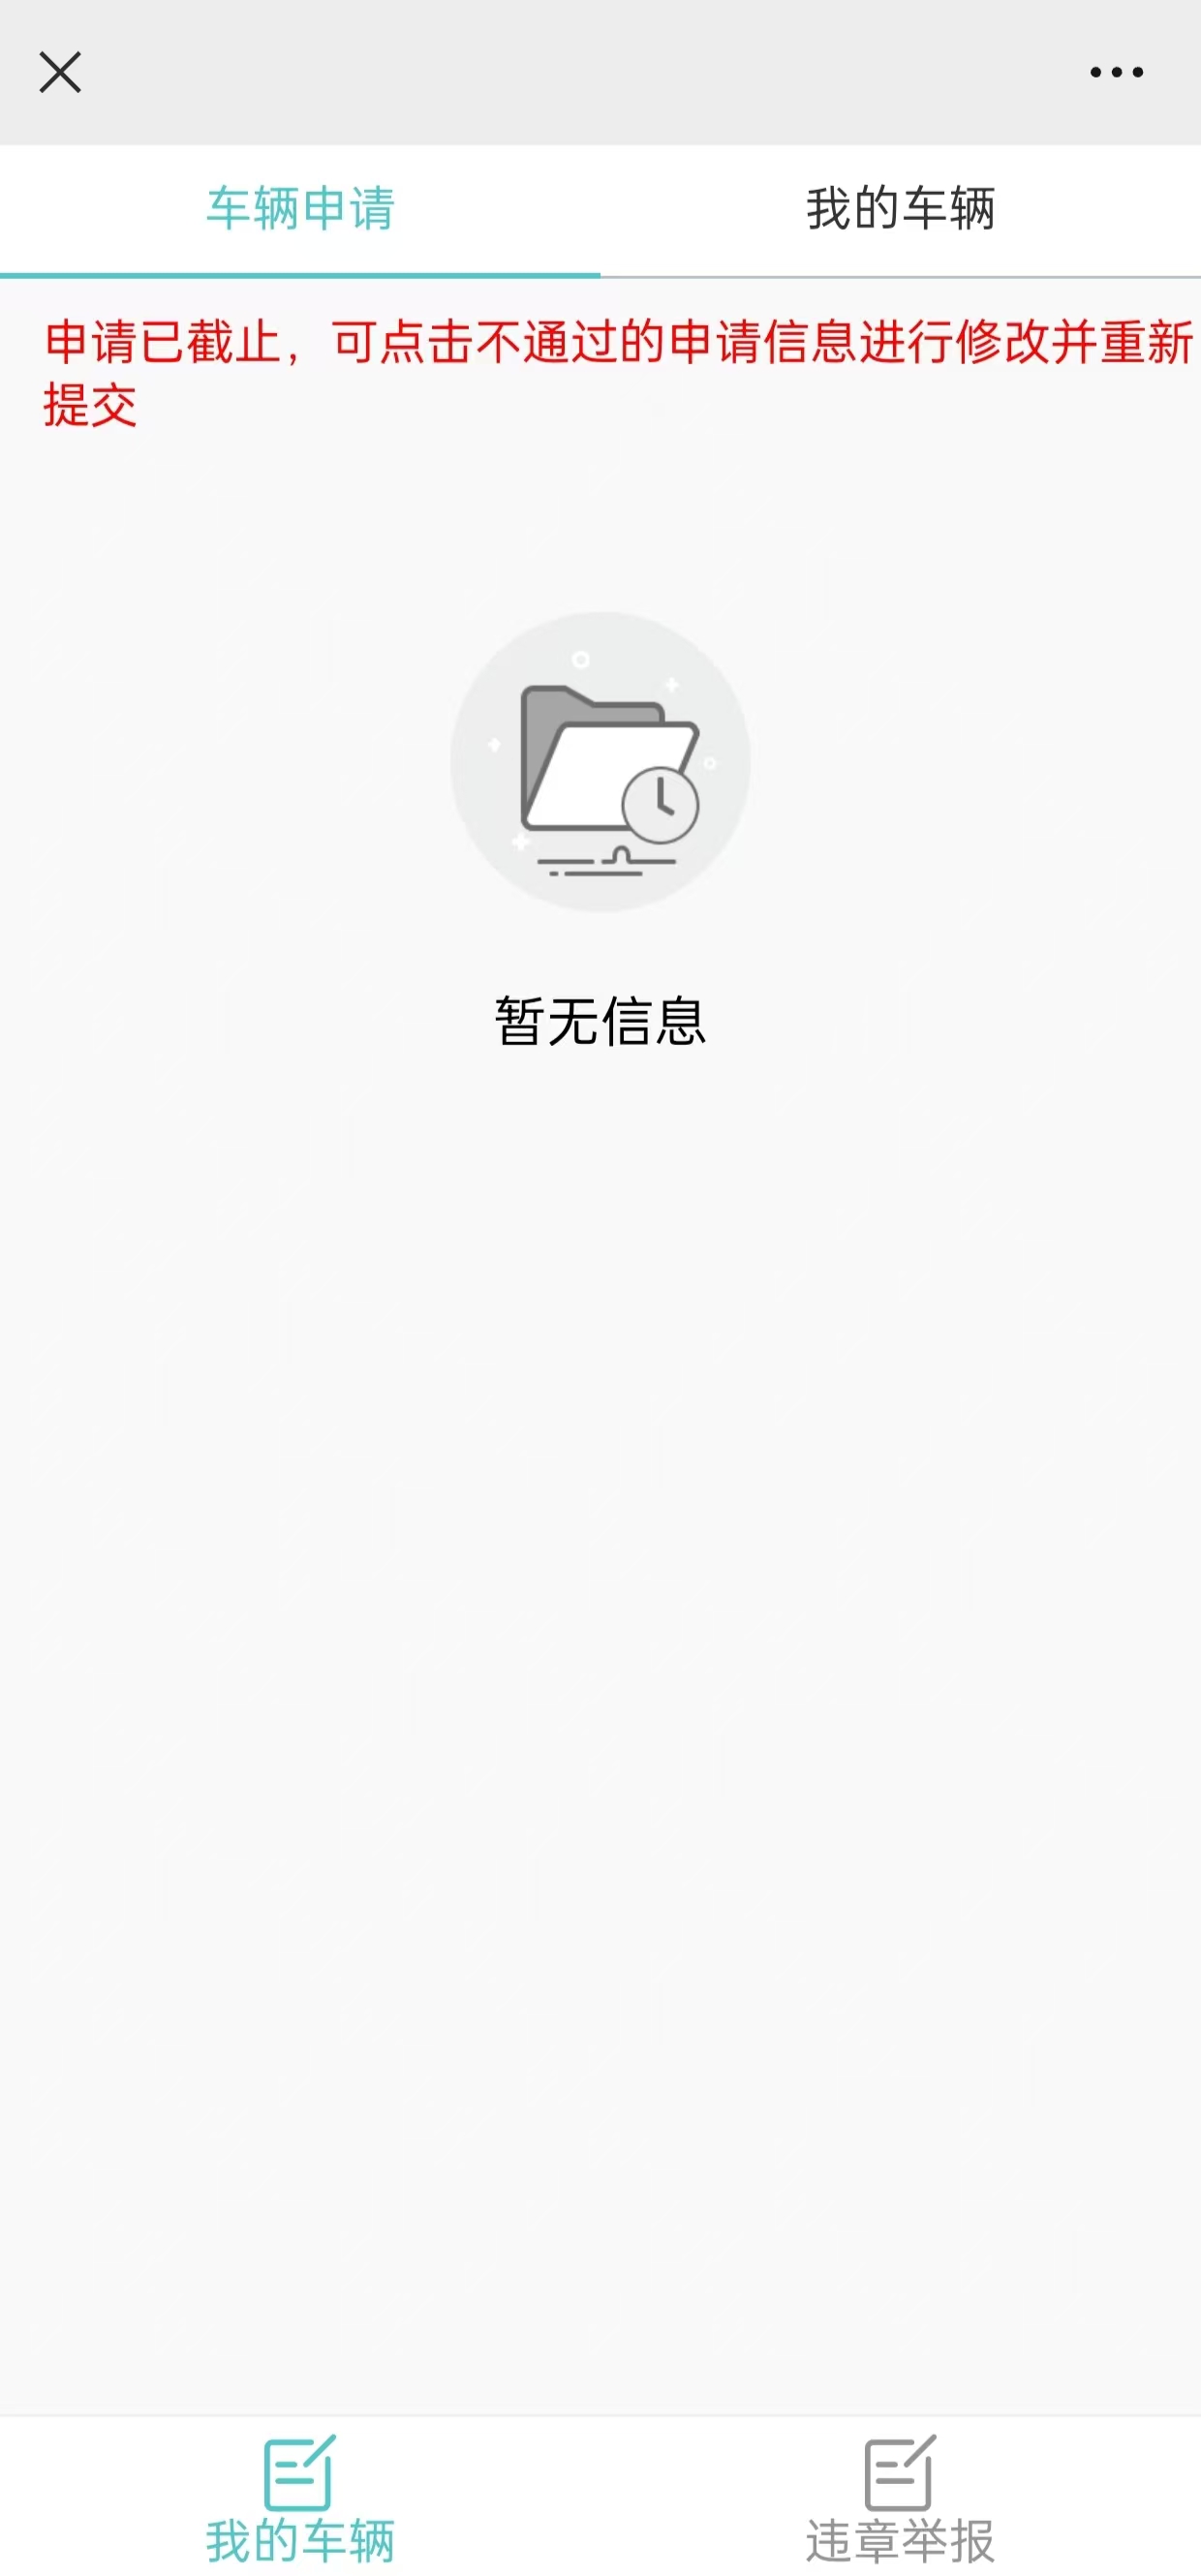 车辆申请
我的车辆
申请已截止，可点击不通过的申请信息进行修改并重新
提交
暂无信息
我的车辆
违章举报